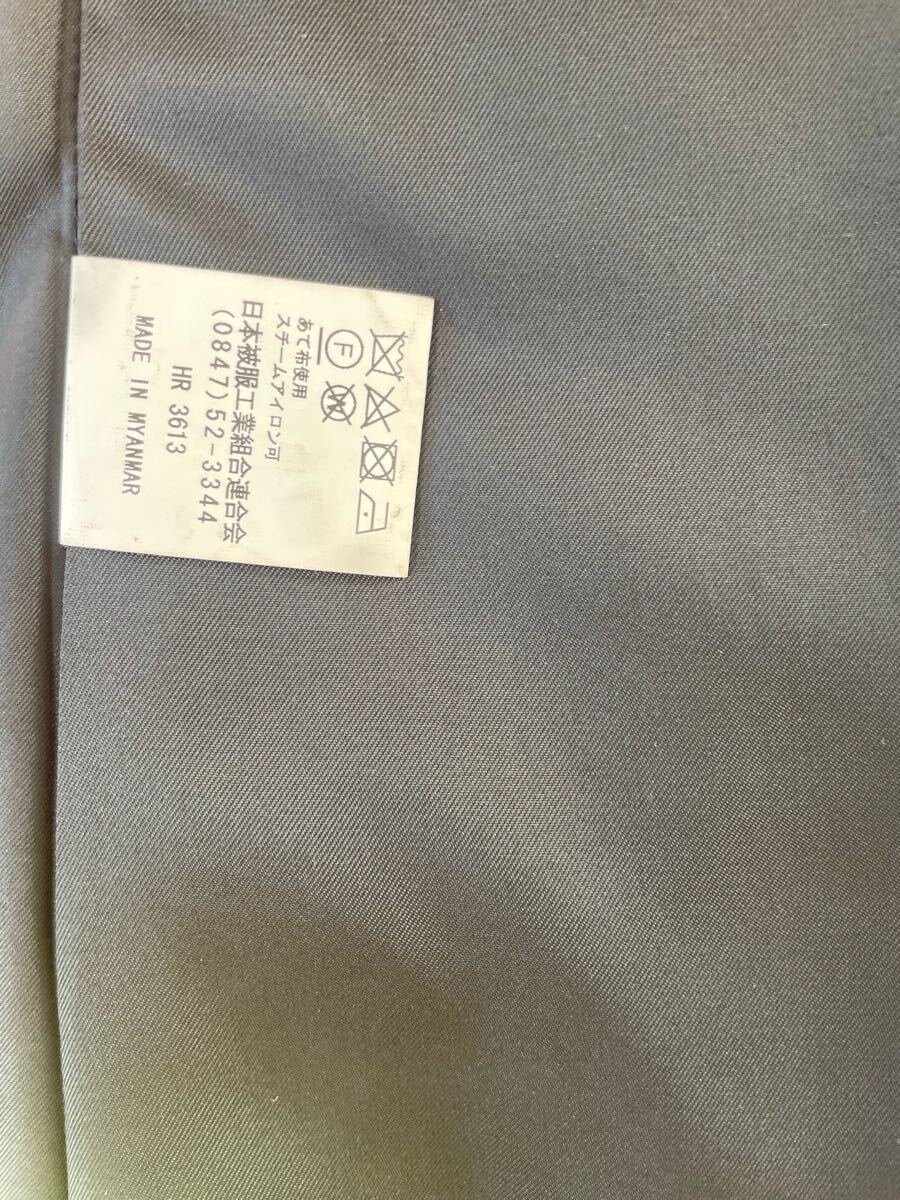 F W
あて布使用
スチームアイロン可
日本被服工業組合連合会
(0847)52-3344
HR 3613
MADE IN MYANMAR